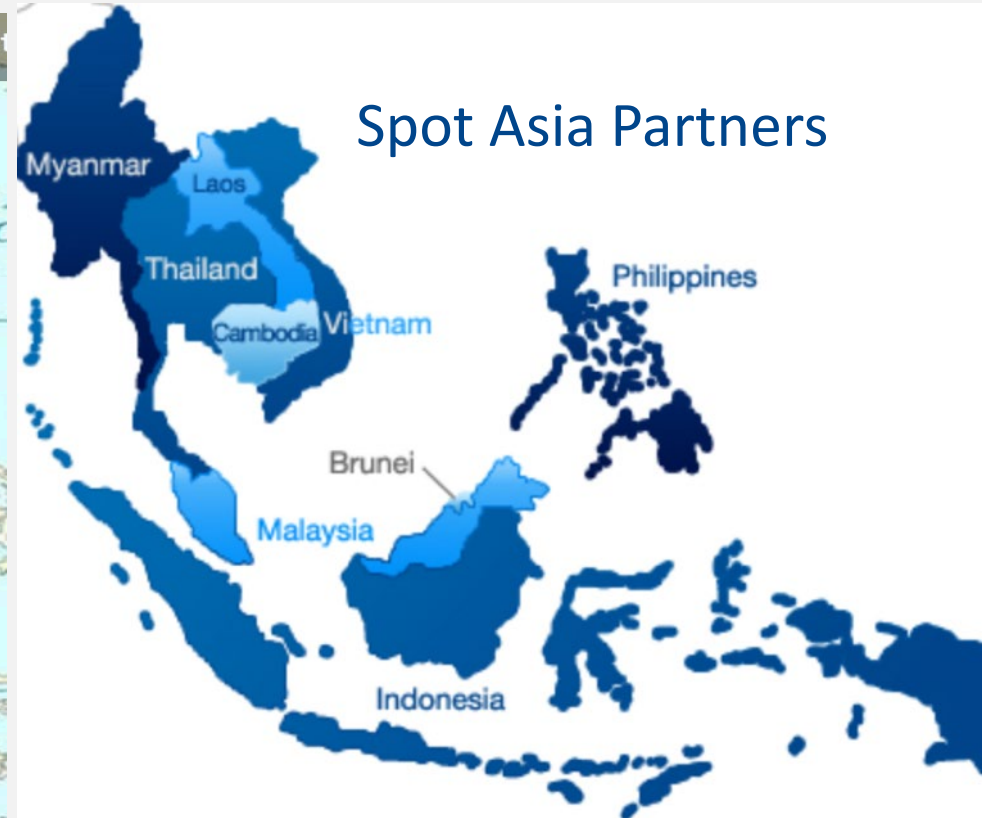 Spot Asia Partners
Myanmar
Laos
Thailand
Philippines
Cambodia
Vietnam
Brunei
Malaysia
Indonesia